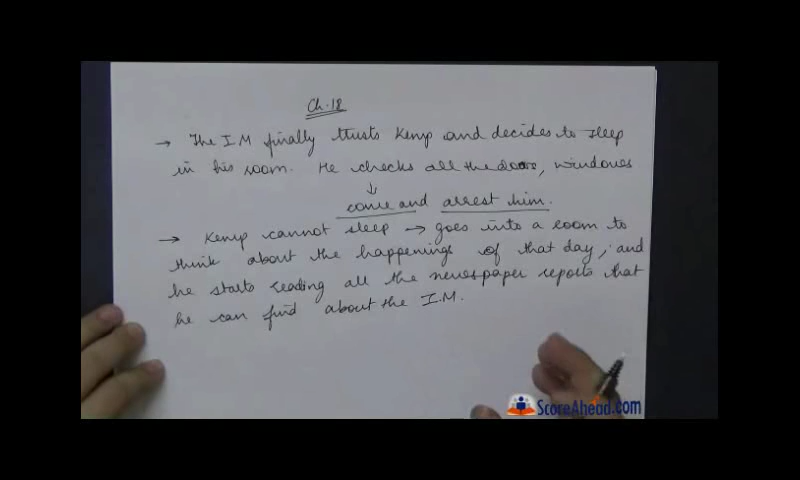 Ch. 18
→ The I.M finally trusts Kemp and decides to sleep
in his room. He checks all the doors, windows
↓
come and arrest him.
→ Kemp cannot sleep → goes into a room to
think about the happenings of that day, and
he starts reading all the newspaper reports that
he can find about the I.M.
ScoreAhead.com